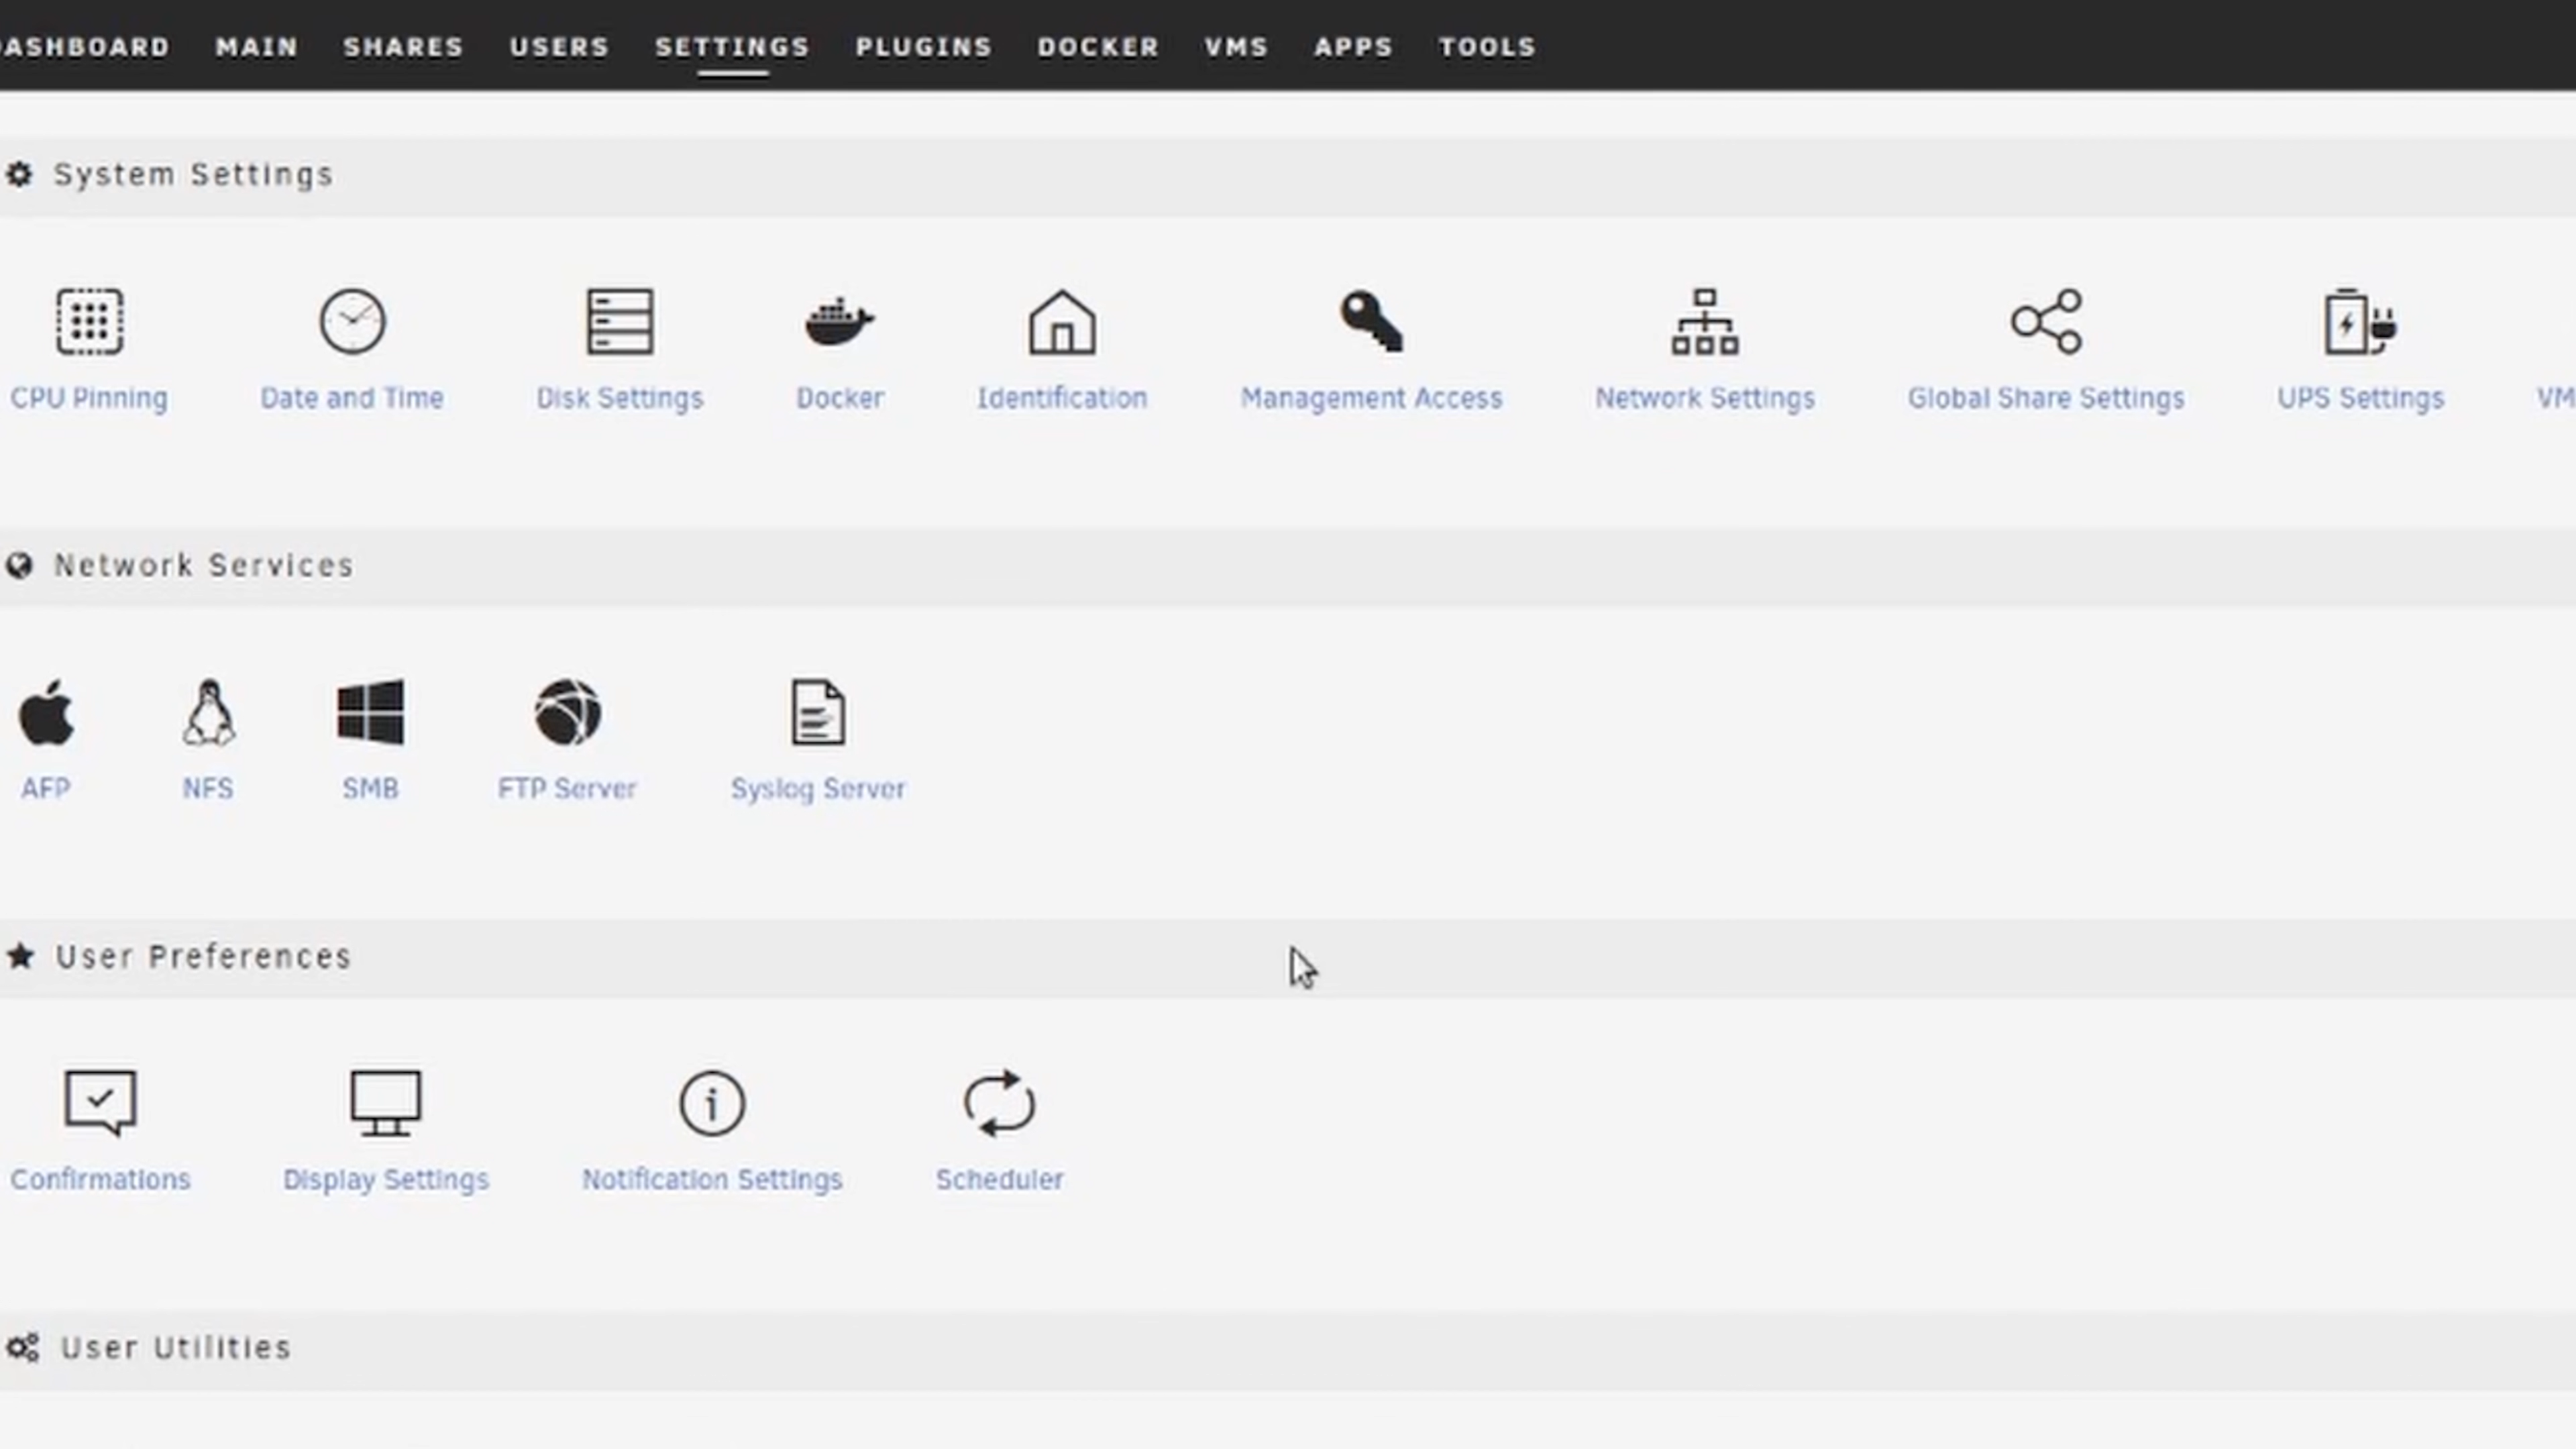 DASHBOARD MAIN SHARES USERS SETTINGS PLUGINS DOCKER VMS APPS TOOLS
System Settings
CPU Pinning Date and Time Disk Settings Docker Identification Management Access Network Settings Global Share Settings UPS Settings VM
Network Services
AFP NFS SMB FTP Server Syslog Server
User Preferences
Confirmations Display Settings Notification Settings Scheduler
User Utilities